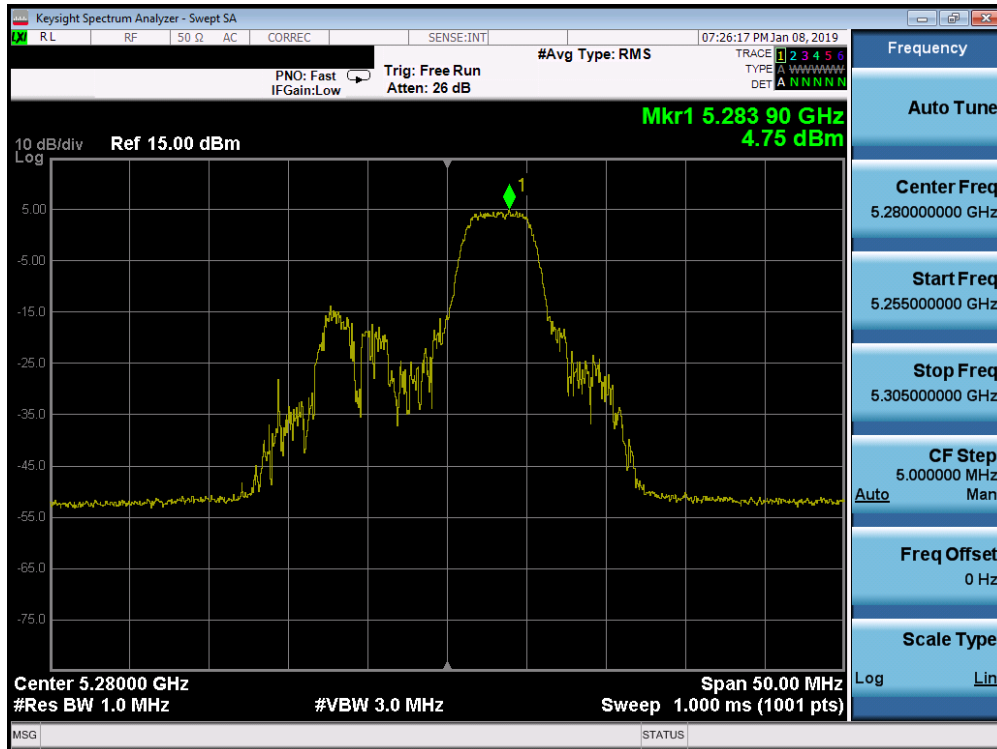 Keysight Spectrum Analyzer - Swept SA
LXI RL RF 50 Ω AC CORREC SENSE:INT 07:26:17 PM Jan 08, 2019
Frequency
#Avg Type: RMS
TRACE 1 2 3 4 5 6
TYPE A WWWWW
DET A N N N N N
PNO: Fast
IFGain:Low
Trig: Free Run
Atten: 26 dB
Auto Tune
Mkr1 5.283 90 GHz
4.75 dBm
10 dB/div
Log
Ref 15.00 dBm
1
5.00
-5.00
-15.0
-25.0
-35.0
-45.0
-55.0
-65.0
-75.0
Center Freq
5.280000000 GHz
Start Freq
5.255000000 GHz
Stop Freq
5.305000000 GHz
CF Step
5.000000 MHz
Auto Man
Freq Offset
0 Hz
Scale Type
Log Lin
Center 5.28000 GHz Span 50.00 MHz
#Res BW 1.0 MHz #VBW 3.0 MHz Sweep 1.000 ms (1001 pts)
MSG STATUS